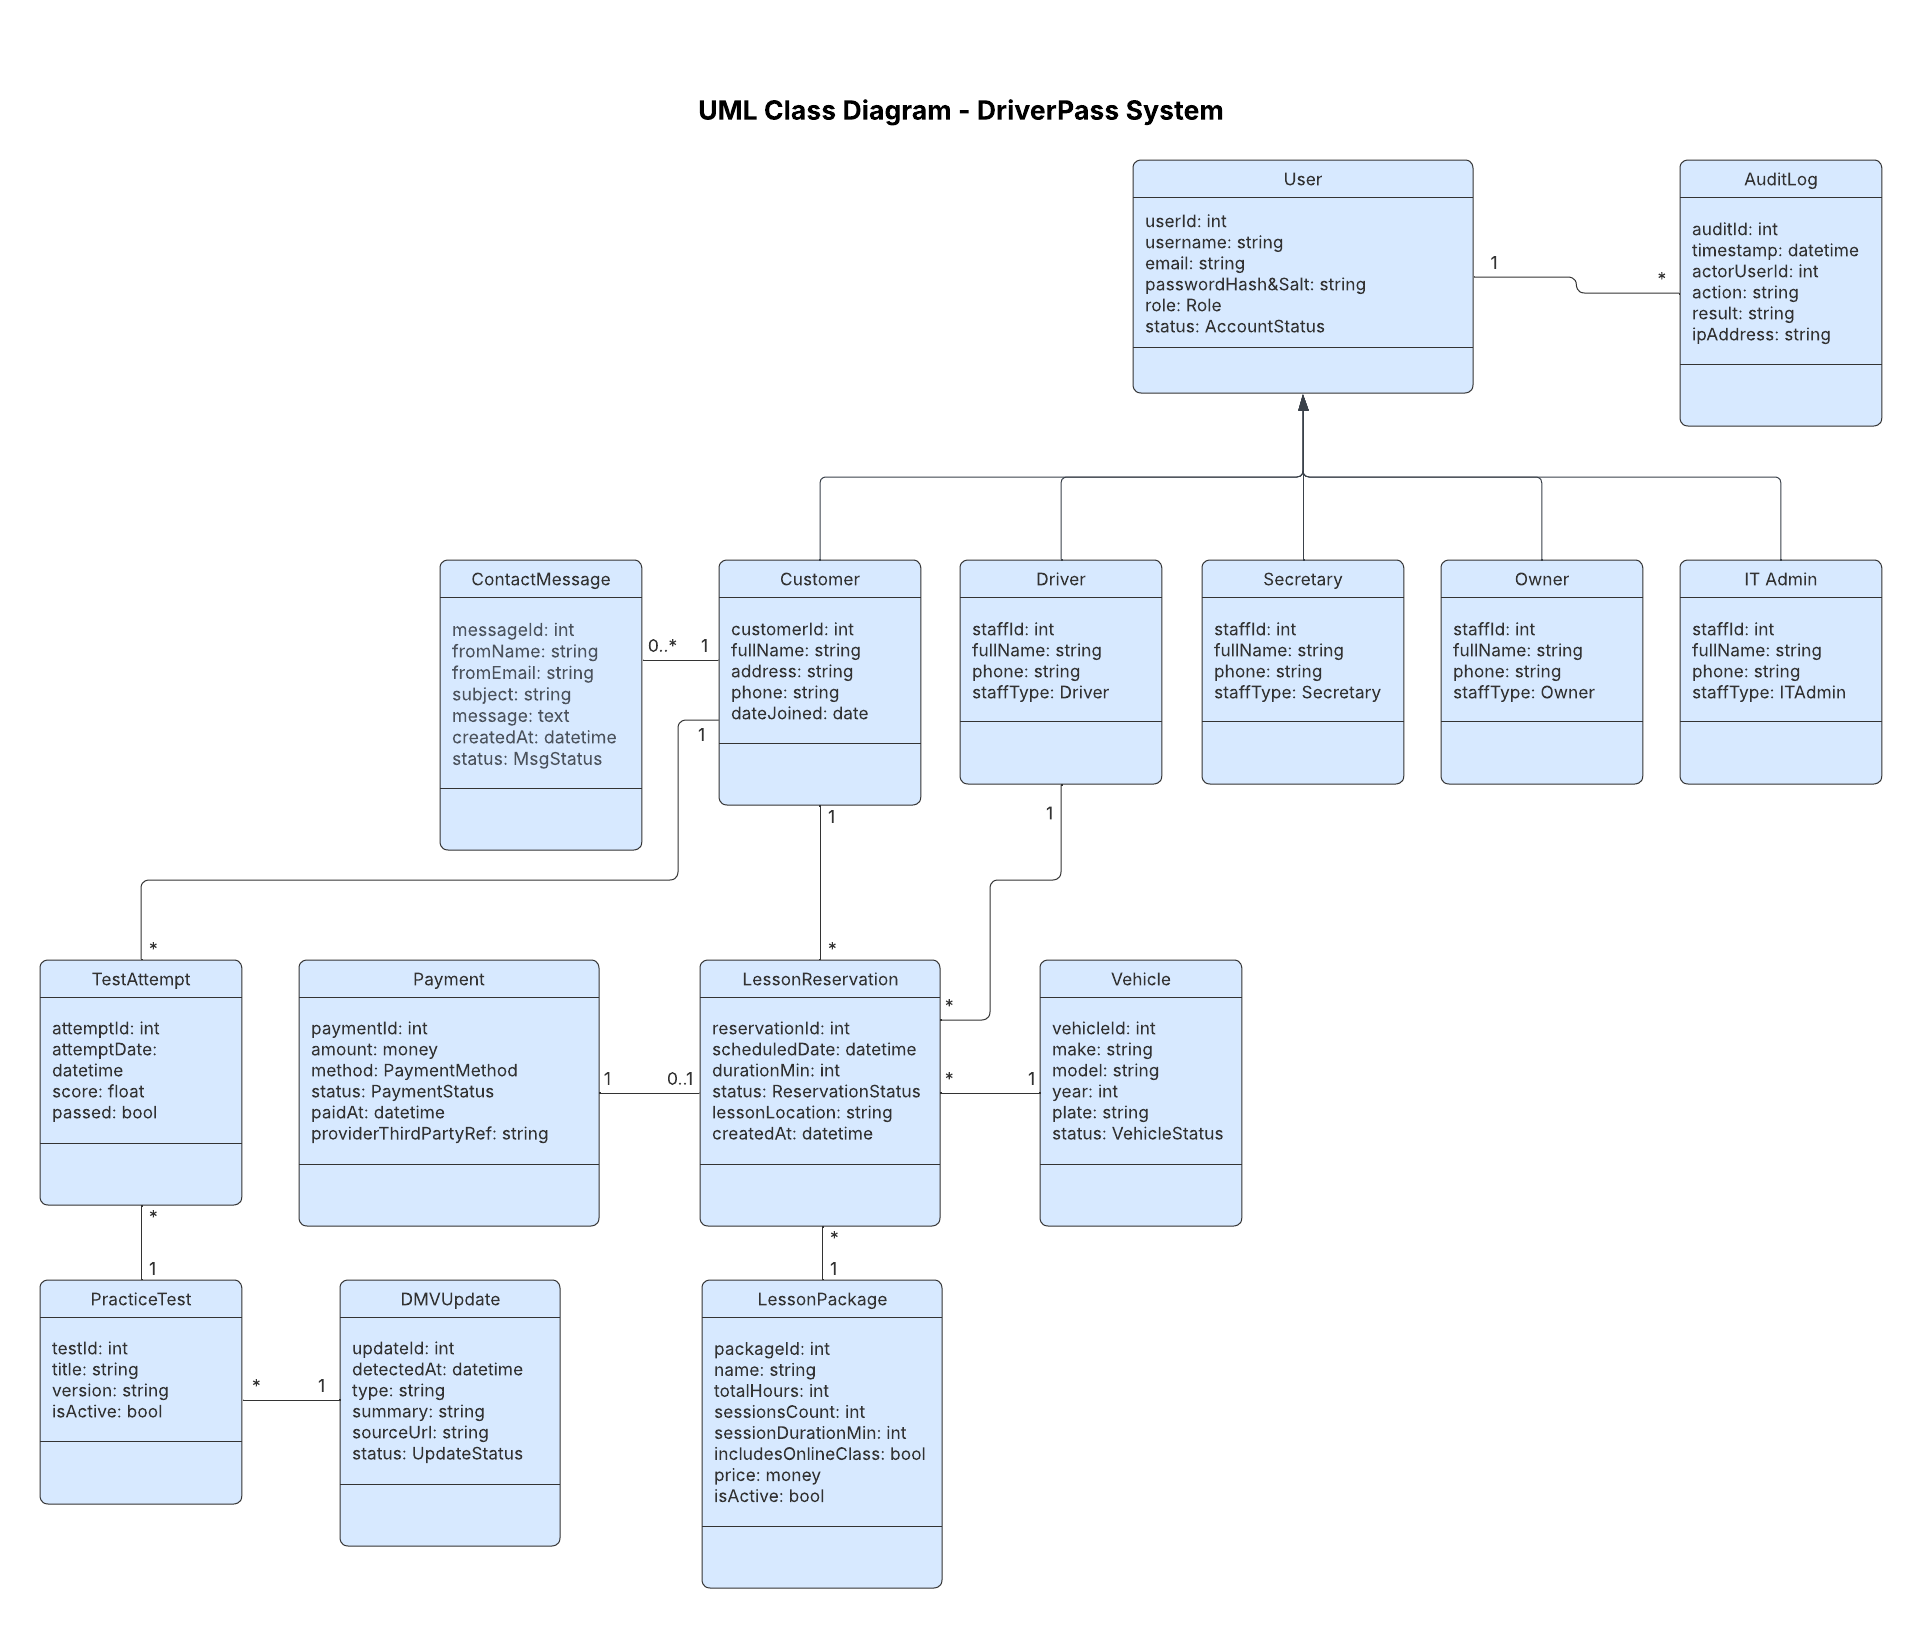 UML Class Diagram - DriverPass System
User
userId: int
username: string
email: string
passwordHash&Salt: string
role: Role
status: AccountStatus
1
*
AuditLog
auditId: int
timestamp: datetime
actorUserId: int
action: string
result: string
ipAddress: string
ContactMessage
messageId: int
fromName: string
fromEmail: string
subject: string
message: text
createdAt: datetime
status: MsgStatus
0..*
1
Customer
customerId: int
fullName: string
address: string
phone: string
dateJoined: date
1
1
Driver
staffId: int
fullName: string
phone: string
staffType: Driver
1
Secretary
staffId: int
fullName: string
phone: string
staffType: Secretary
Owner
staffId: int
fullName: string
phone: string
staffType: Owner
IT Admin
staffId: int
fullName: string
phone: string
staffType: ITAdmin
*
TestAttempt
attemptId: int
attemptDate:
datetime
score: float
passed: bool
*
1
Payment
paymentId: int
amount: money
method: PaymentMethod
status: PaymentStatus
paidAt: datetime
providerThirdPartyRef: string
1
0..1
*
LessonReservation
reservationId: int
scheduledDate: datetime
durationMin: int
status: ReservationStatus
lessonLocation: string
createdAt: datetime
*
*
1
*
1
Vehicle
vehicleId: int
make: string
model: string
year: int
plate: string
status: VehicleStatus
PracticeTest
testId: int
title: string
version: string
isActive: bool
*
1
DMVUpdate
updateId: int
detectedAt: datetime
type: string
summary: string
sourceUrl: string
status: UpdateStatus
LessonPackage
packageId: int
name: string
totalHours: int
sessionsCount: int
sessionDurationMin: int
includesOnlineClass: bool
price: money
isActive: bool